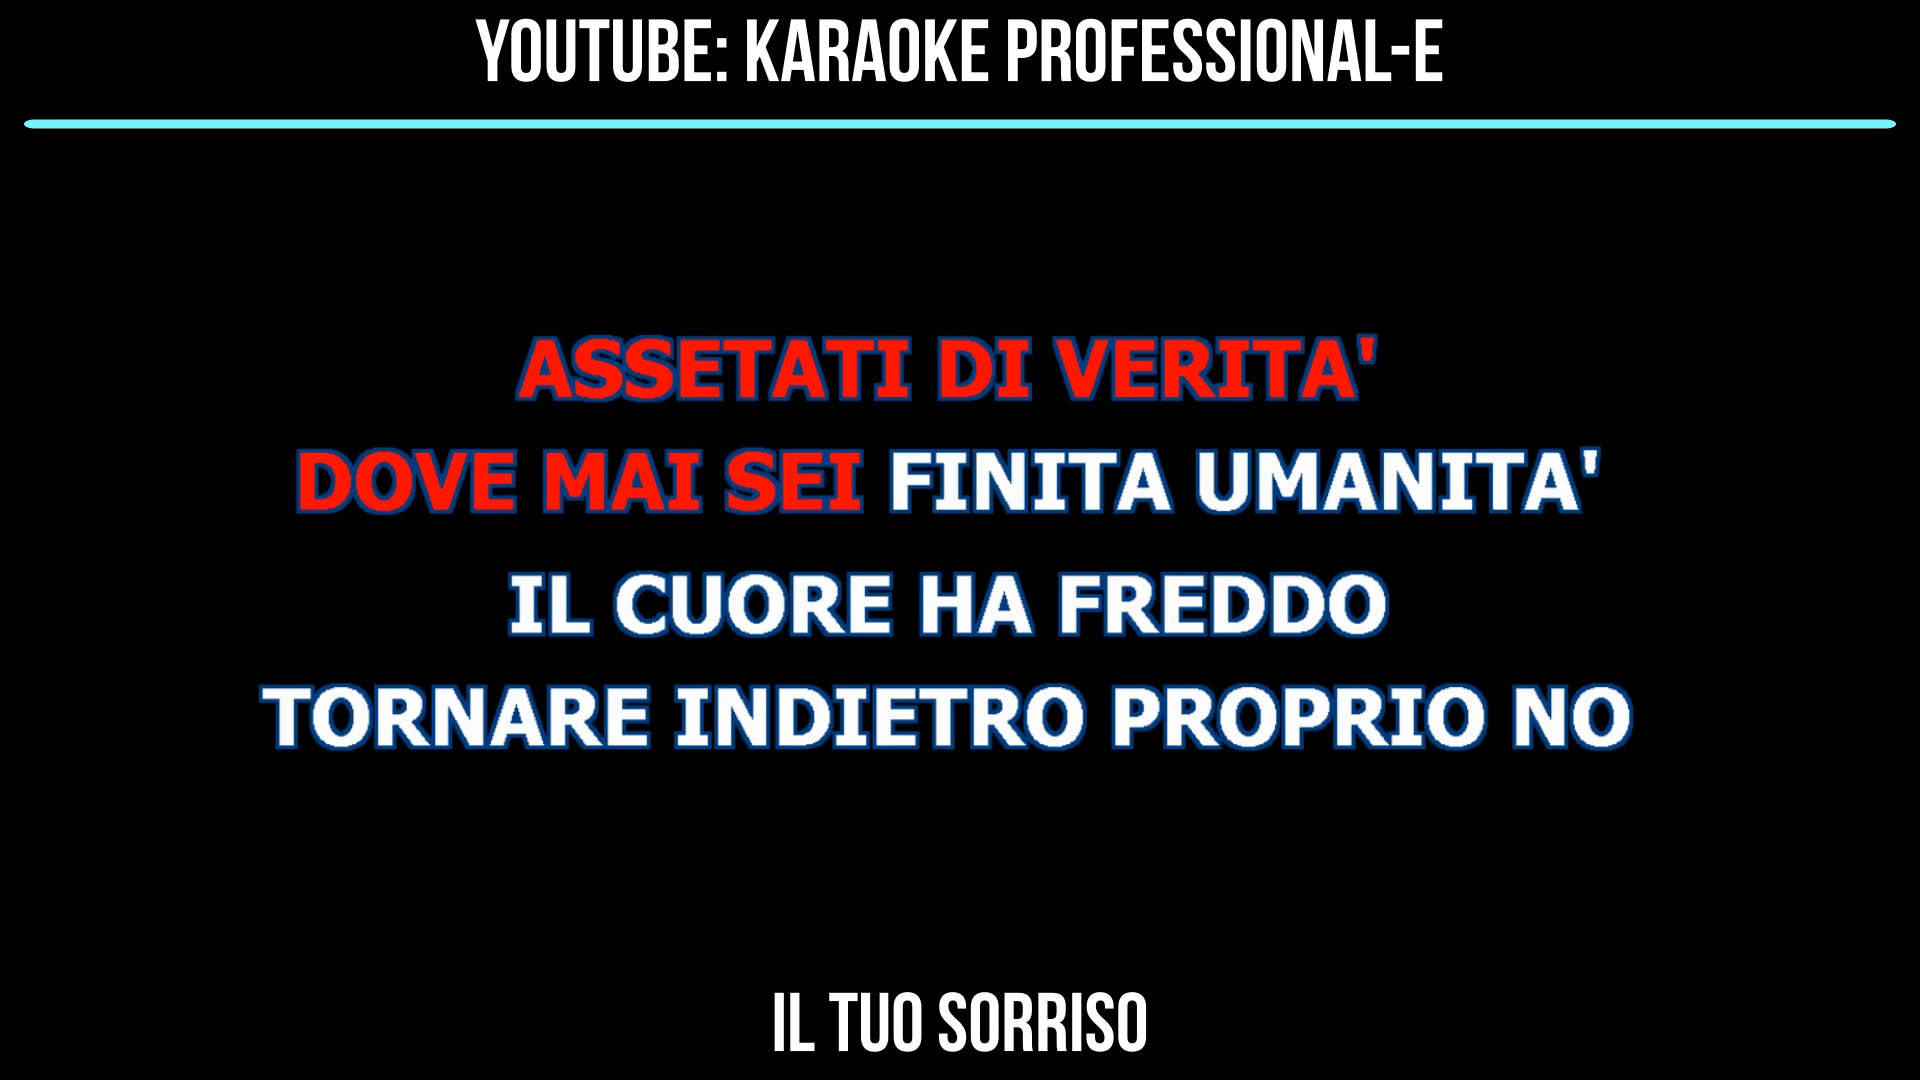 YOUTUBE: KARAOKE PROFESSIONAL-E
ASSETATI DI VERITA'
DOVE MAI SEI FINITA UMANITA'
IL CUORE HA FREDDO
TORNARE INDIETRO PROPRIO NO
IL TUO SORRISO